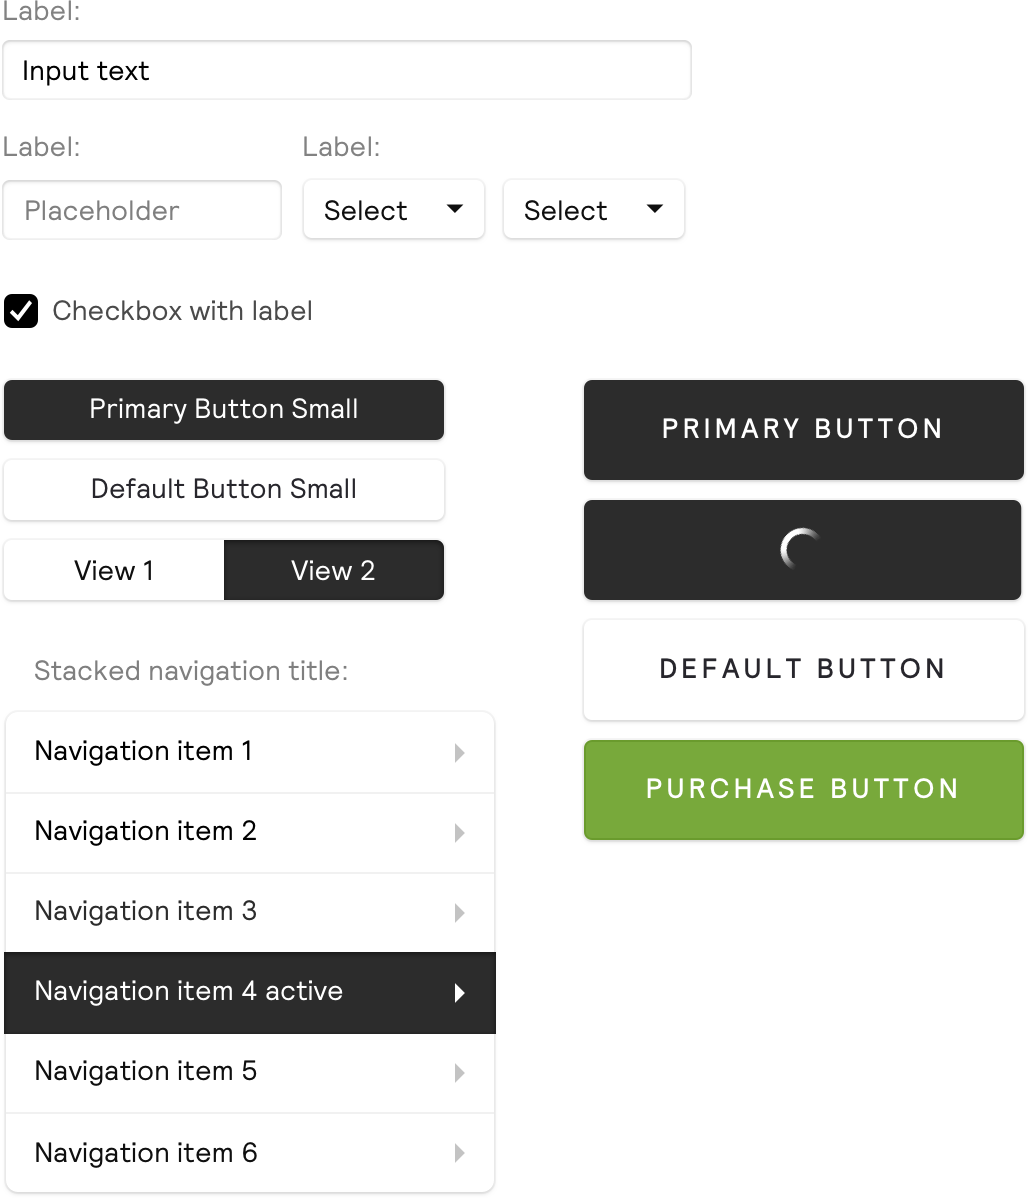 Label:
Input text
Label:
Label:
Placeholder
Select
Select
Checkbox with label
Primary Button Small
Default Button Small
View 1
View 2
Stacked navigation title:
Navigation item 1
Navigation item 2
Navigation item 3
Navigation item 4 active
Navigation item 5
Navigation item 6
PRIMARY BUTTON
DEFAULT BUTTON
PURCHASE BUTTON